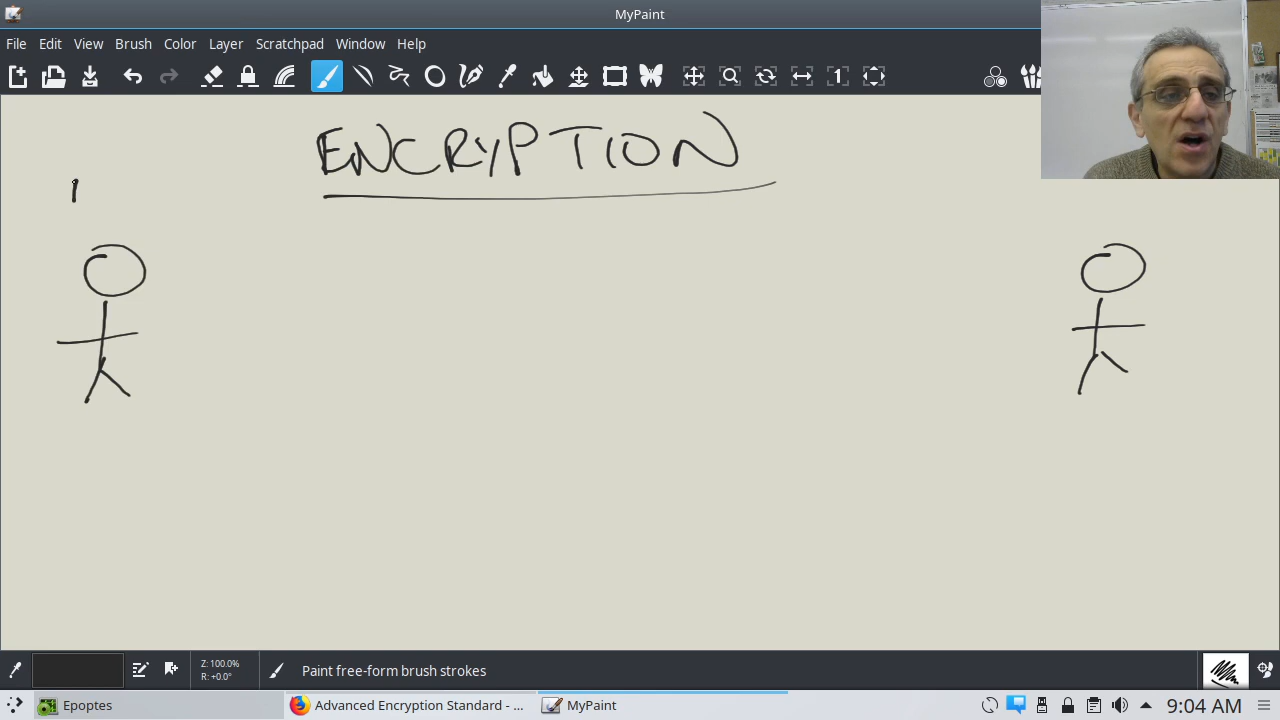 MyPaint
File Edit View Brush Color Layer Scratchpad Window Help
ENCRYPTION
Z: 100.0%
R: +0.0°
Paint free-form brush strokes
Epoptes
Advanced Encryption Standard - ...
MyPaint
9:04 AM